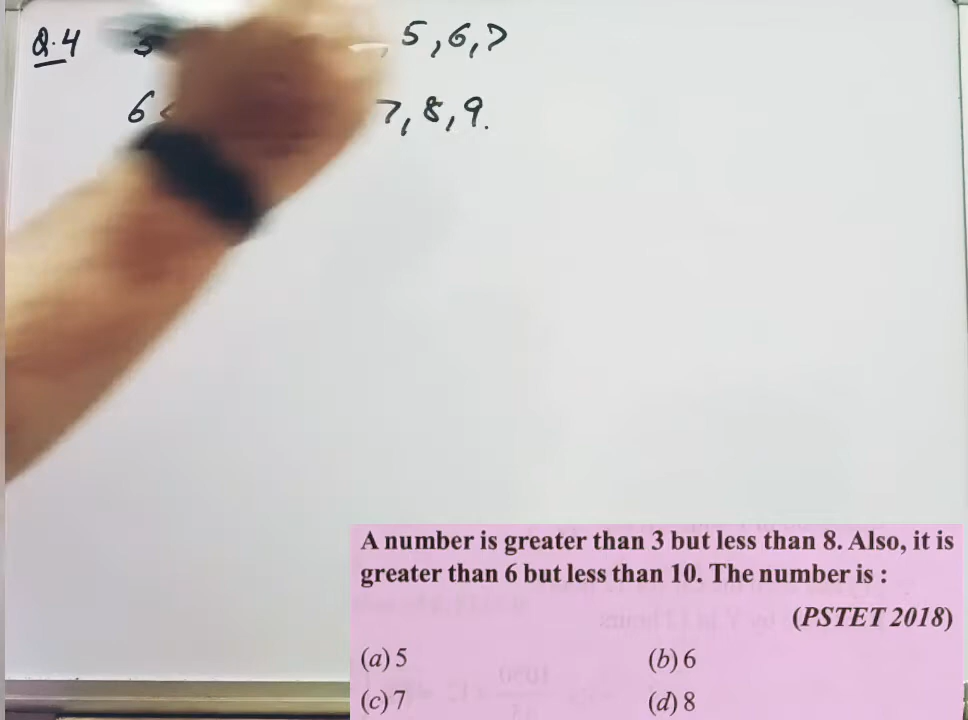 Q.4 3 , 5, 6, 7
6 < 7, 8, 9.
A number is greater than 3 but less than 8. Also, it is
greater than 6 but less than 10. The number is :
(PSTET 2018)
(a) 5 (b) 6
(c) 7 (d) 8